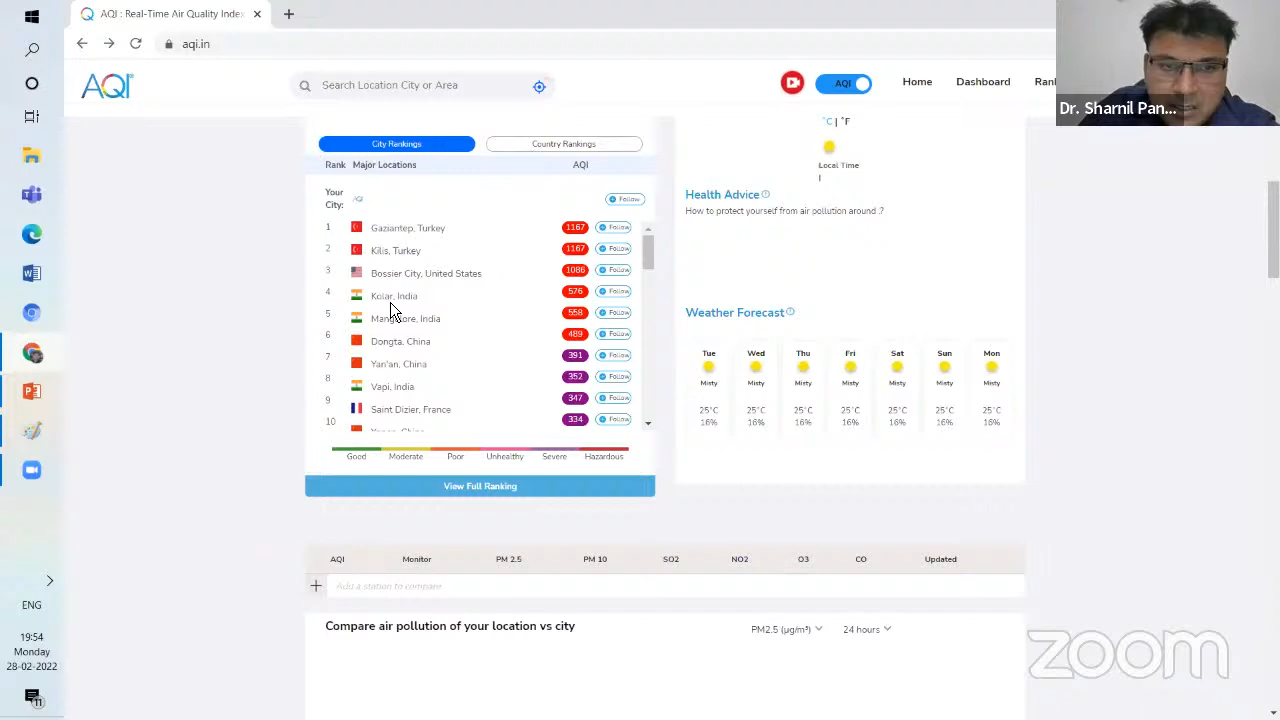 AQI : Real-Time Air Quality Index
aqi.in
AQI
Search Location City or Area
AQI
Home
Dashboard
Dr. Sharnil Pan...
City Rankings
Country Rankings
Rank Major Locations AQI
Your City: AQI Follow
1 Gaziantep, Turkey 1167 Follow
2 Kilis, Turkey 1167 Follow
3 Bossier City, United States 1086 Follow
4 Kolar, India 576 Follow
5 Mangalore, India 558 Follow
6 Dongta, China 489 Follow
7 Yan'an, China 391 Follow
8 Vapi, India 352 Follow
9 Saint Dizier, France 347 Follow
10 334 Follow
Good Moderate Poor Unhealthy Severe Hazardous
View Full Ranking
°C | °F
Local Time
Health Advice
How to protect yourself from air pollution around .?
Weather Forecast
Tue Wed Thu Fri Sat Sun Mon
Misty Misty Misty Misty Misty Misty Misty
25°C 25°C 25°C 25°C 25°C 25°C 25°C
16% 16% 16% 16% 16% 16% 16%
AQI Monitor PM 2.5 PM 10 SO2 NO2 O3 CO Updated
Add a station to compare
Compare air pollution of your location vs city
PM2.5 (µg/m³) 24 hours
ENG
19:54
Monday
28-02-2022
11
zoom